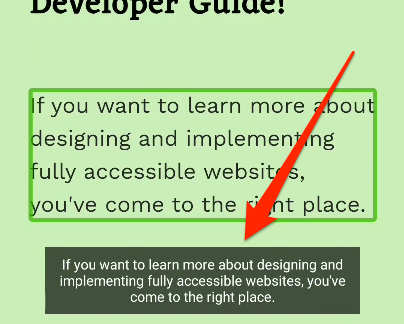 Developer Guide!
If you want to learn more about
designing and implementing
fully accessible websites,
you've come to the right place.
If you want to learn more about designing and
implementing fully accessible websites, you've
come to the right place.